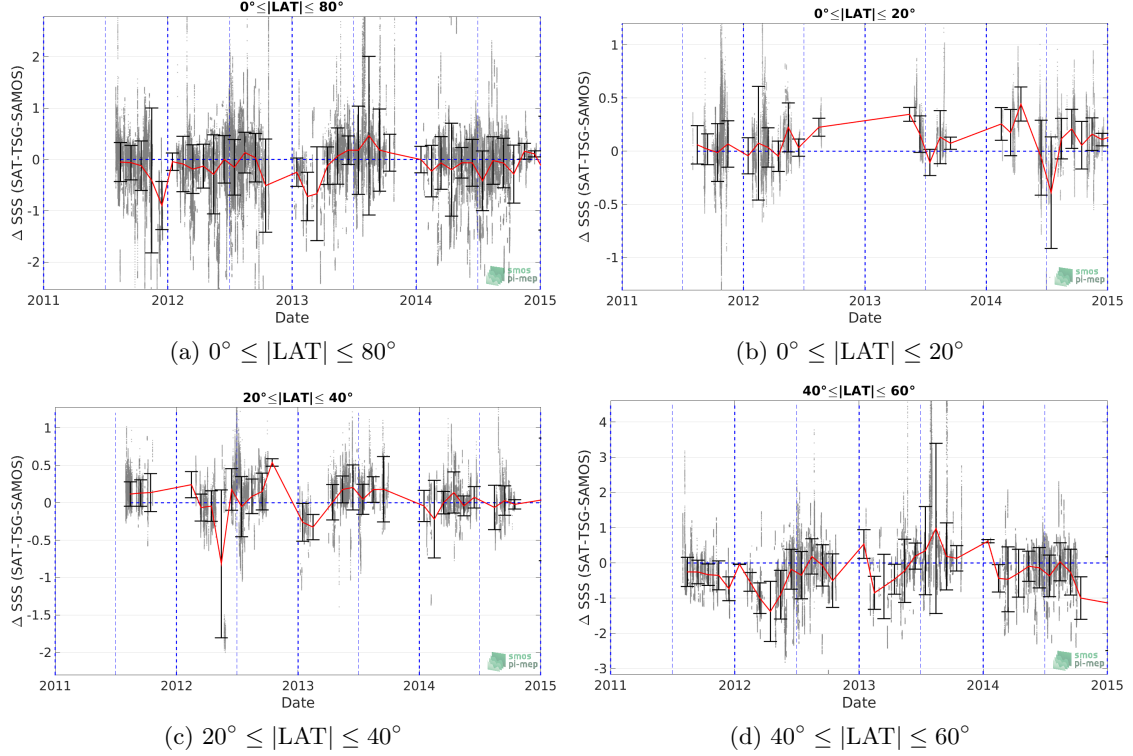 0°≤|LAT|≤ 80°
Δ SSS (SAT-TSG-SAMOS)
2
1
0
-1
-2
2011 2012 2013 2014 2015
Date
smos
pi-mep
(a) 0° ≤ |LAT| ≤ 80°
0°≤|LAT|≤ 20°
Δ SSS (SAT-TSG-SAMOS)
1
0.5
0
-0.5
-1
2011 2012 2013 2014 2015
Date
smos
pi-mep
(b) 0° ≤ |LAT| ≤ 20°
20°≤|LAT|≤ 40°
Δ SSS (SAT-TSG-SAMOS)
1
0.5
0
-0.5
-1
-1.5
-2
2011 2012 2013 2014 2015
Date
smos
pi-mep
(c) 20° ≤ |LAT| ≤ 40°
40°≤|LAT|≤ 60°
Δ SSS (SAT-TSG-SAMOS)
4
3
2
1
0
-1
-2
-3
2011 2012 2013 2014 2015
Date
smos
pi-mep
(d) 40° ≤ |LAT| ≤ 60°